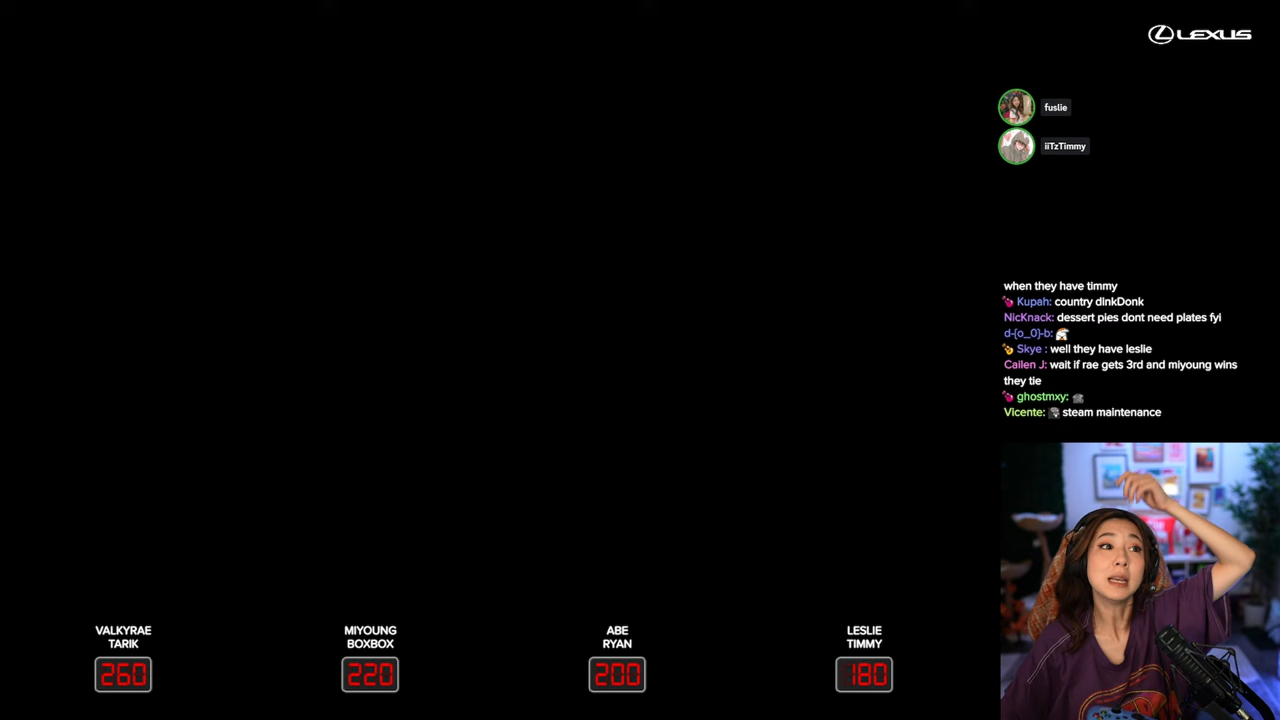 LEXUS
fuslie
iiTzTimmy
when they have timmy
Kupah: country dinkDonk
NicKnack: dessert pies dont need plates fyi
d-{o_0}-b:
Skye : well they have leslie
Cailen J: wait if rae gets 3rd and miyoung wins
they tie
ghostmxy:
Vicente: steam maintenance
VALKYRAE
TARIK
260
MIYOUNG
BOXBOX
220
ABE
RYAN
200
LESLIE
TIMMY
180